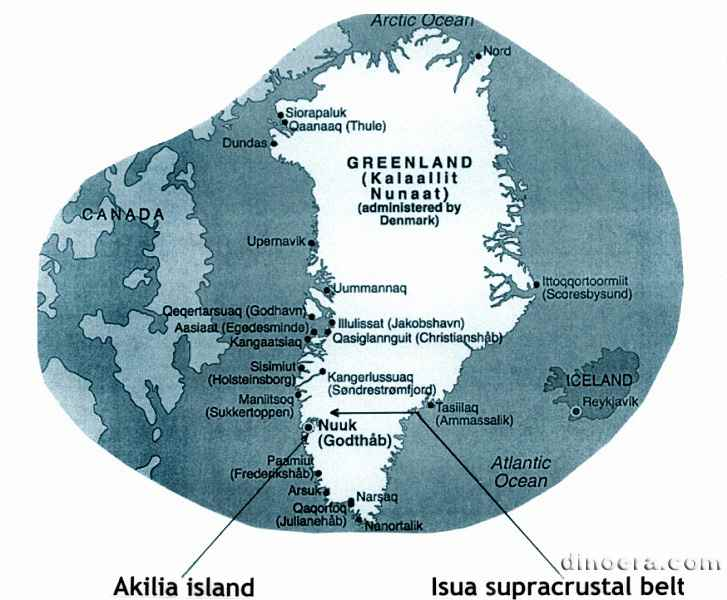 Arctic Ocean
Nord
Siorapaluk
Qaanaaq (Thule)
Dundas
GREENLAND
(Kalaallit
Nunaat)
(administered by
Denmark)
CANADA
Upernavik
Uummannaq
Ittoqqortoormiit
(Scoresbysund)
Qeqertarsuaq (Godhavn)
Aasiaat (Egedesminde)
Kangaatsiaq
Illulissat (Jakobshavn)
Qasigiannguit (Christianshåb)
Sisimiut
(Holsteinsborg)
Kangerlussuaq
(Søndrestrømfjord)
Maniitsoq
(Sukkertoppen)
ICELAND
Reykjavík
Tasiilaq
(Ammassalik)
Nuuk
(Godthåb)
Paamiut
(Frederikshåb)
Atlantic
Ocean
Arsuk
Narsaq
Qaqortoq
(Julianehåb)
Nanortalik
dinoera.com
Akilia island
Isua supracrustal belt